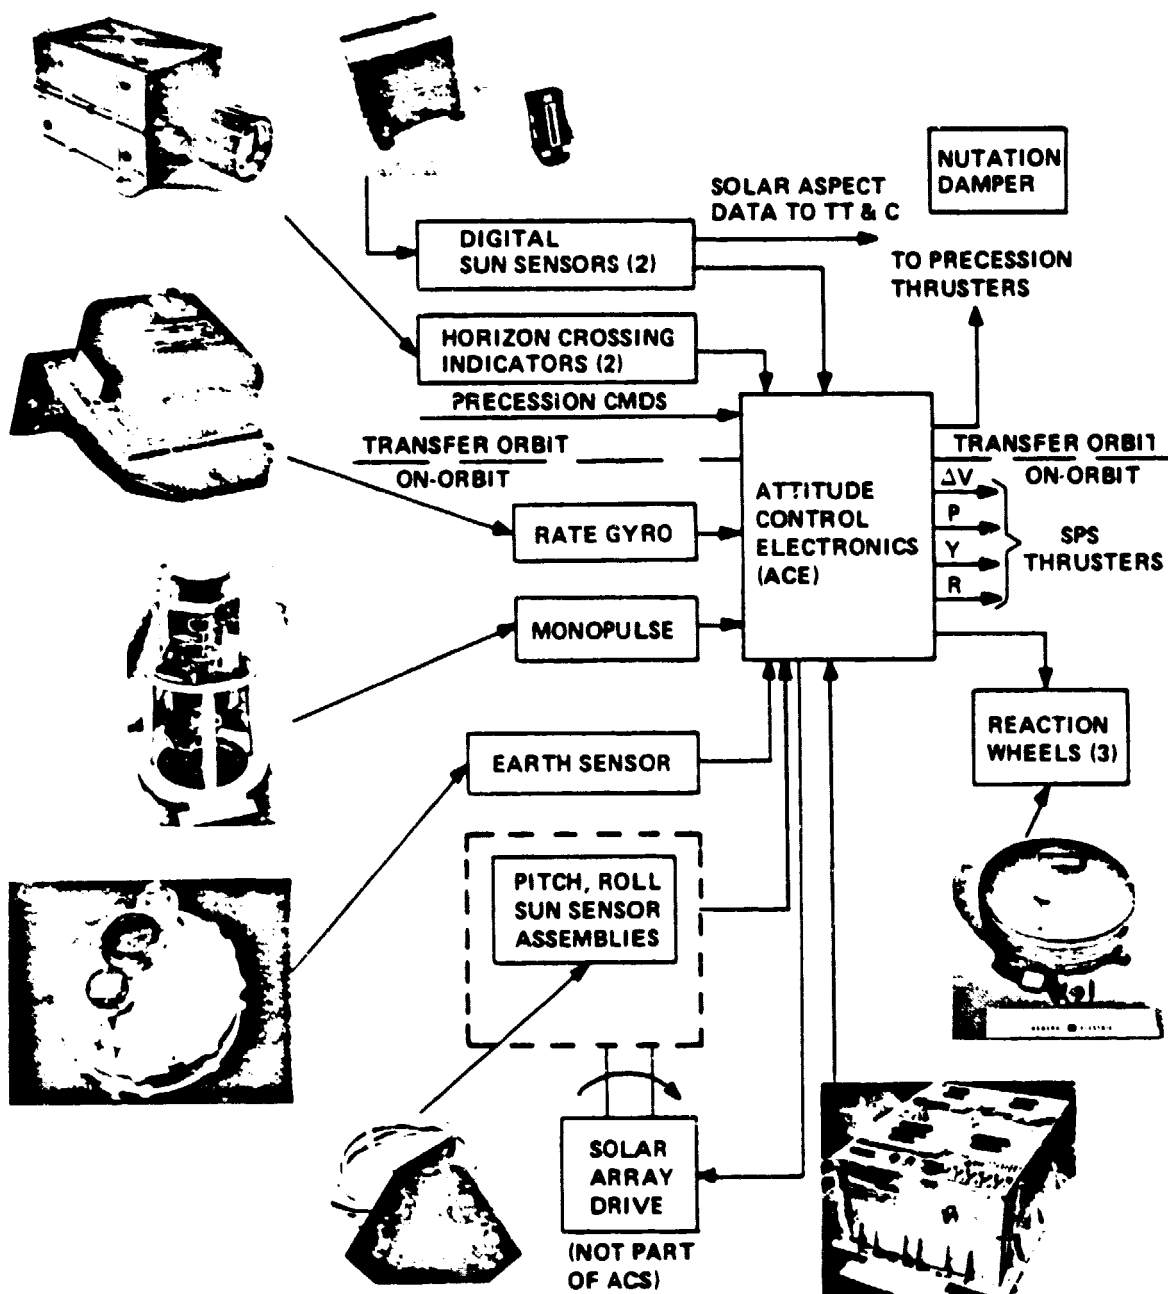 NUTATION
DAMPER
SOLAR ASPECT
DATA TO TT & C
DIGITAL
SUN SENSORS (2)
TO PRECESSION
THRUSTERS
HORIZON CROSSING
INDICATORS (2)
PRECESSION CMDS
TRANSFER ORBIT
ON-ORBIT
TRANSFER ORBIT
ON-ORBIT
ATTITUDE
CONTROL
ELECTRONICS
(ACE)
ΔV
P
Y
R
SPS
THRUSTERS
RATE GYRO
MONOPULSE
EARTH SENSOR
REACTION
WHEELS (3)
PITCH, ROLL
SUN SENSOR
ASSEMBLIES
SOLAR
ARRAY
DRIVE
(NOT PART
OF ACS)